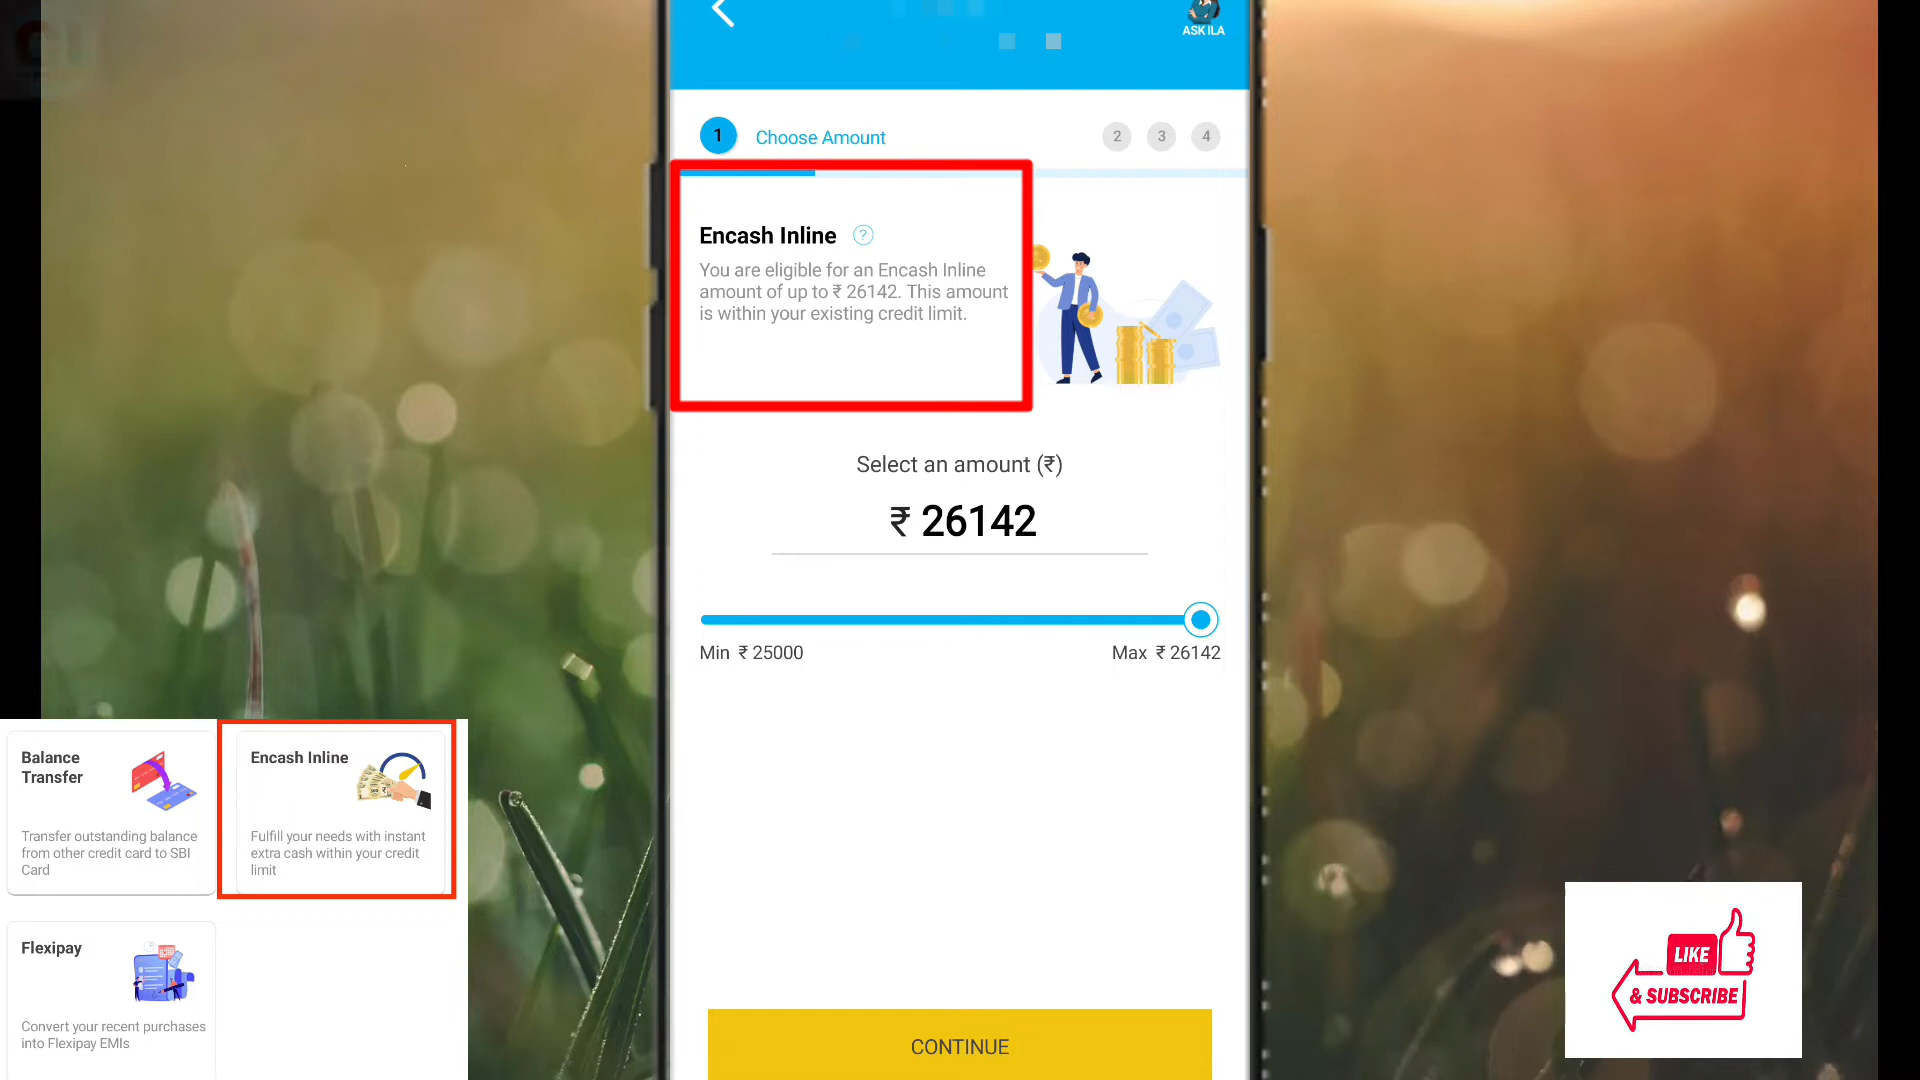 ASK ILA
1 Choose Amount 2 3 4
Encash Inline ?
You are eligible for an Encash Inline
amount of up to ₹ 26142. This amount
is within your existing credit limit.
Select an amount (₹)
₹ 26142
Min ₹ 25000 Max ₹ 26142
CONTINUE
Balance
Transfer
Transfer outstanding balance
from other credit card to SBI
Card
Encash Inline
Fulfill your needs with instant
extra cash within your credit
limit
Flexipay
Convert your recent purchases
into Flexipay EMIs
LIKE
& SUBSCRIBE